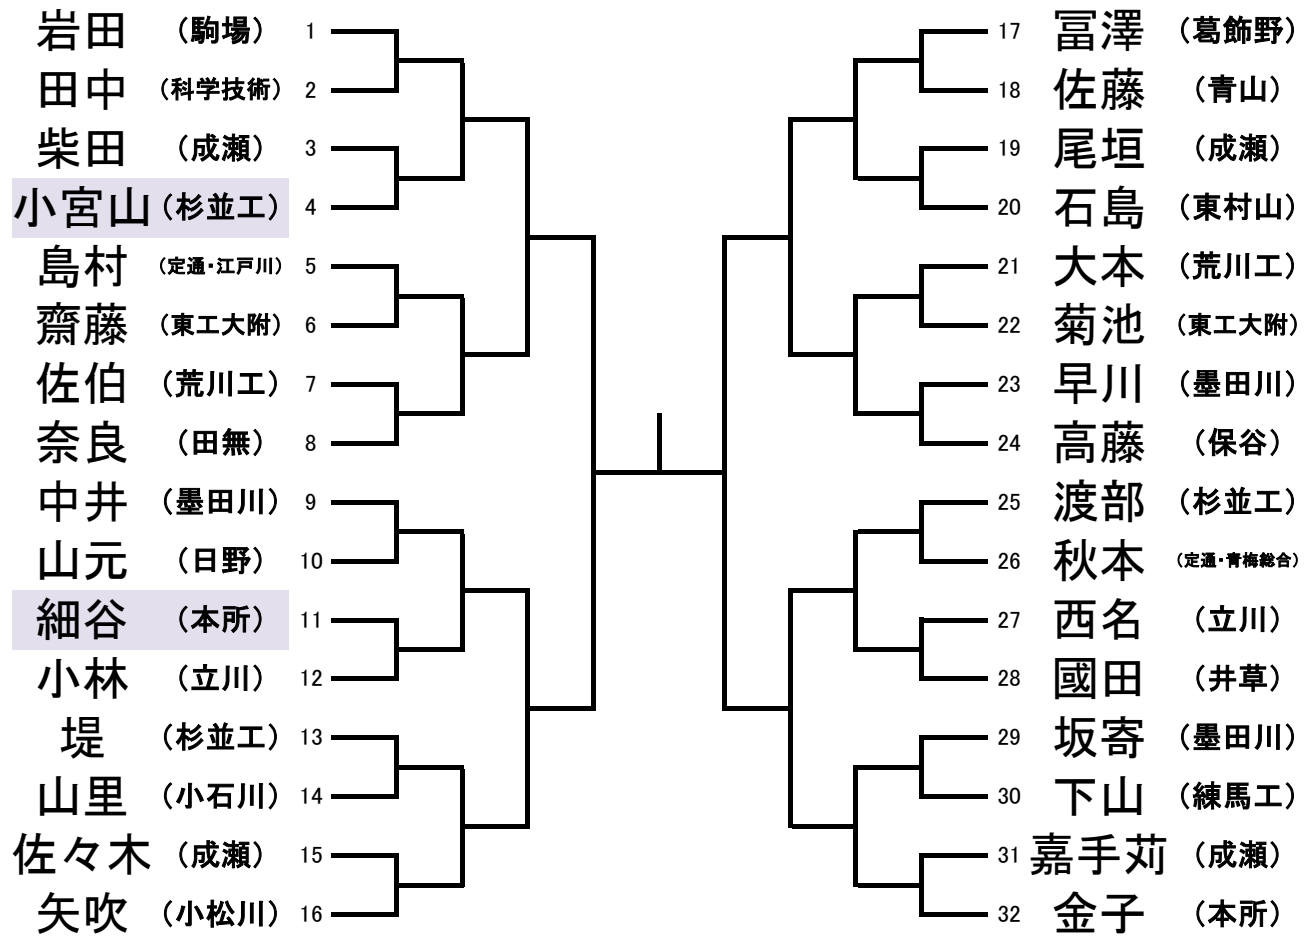 岩田 （駒場） 1
田中 （科学技術） 2
柴田 （成瀬） 3
小宮山 （杉並工） 4
島村 （定通・江戸川） 5
齋藤 （東工大附） 6
佐伯 （荒川工） 7
奈良 （田無） 8
中井 （墨田川） 9
山元 （日野） 10
細谷 （本所） 11
小林 （立川） 12
堤 （杉並工） 13
山里 （小石川） 14
佐々木 （成瀬） 15
矢吹 （小松川） 16
17 冨澤 （葛飾野）
18 佐藤 （青山）
19 尾垣 （成瀬）
20 石島 （東村山）
21 大本 （荒川工）
22 菊池 （東工大附）
23 早川 （墨田川）
24 高藤 （保谷）
25 渡部 （杉並工）
26 秋本 （定通・青梅総合）
27 西名 （立川）
28 國田 （井草）
29 坂寄 （墨田川）
30 下山 （練馬工）
31 嘉手苅 （成瀬）
32 金子 （本所）